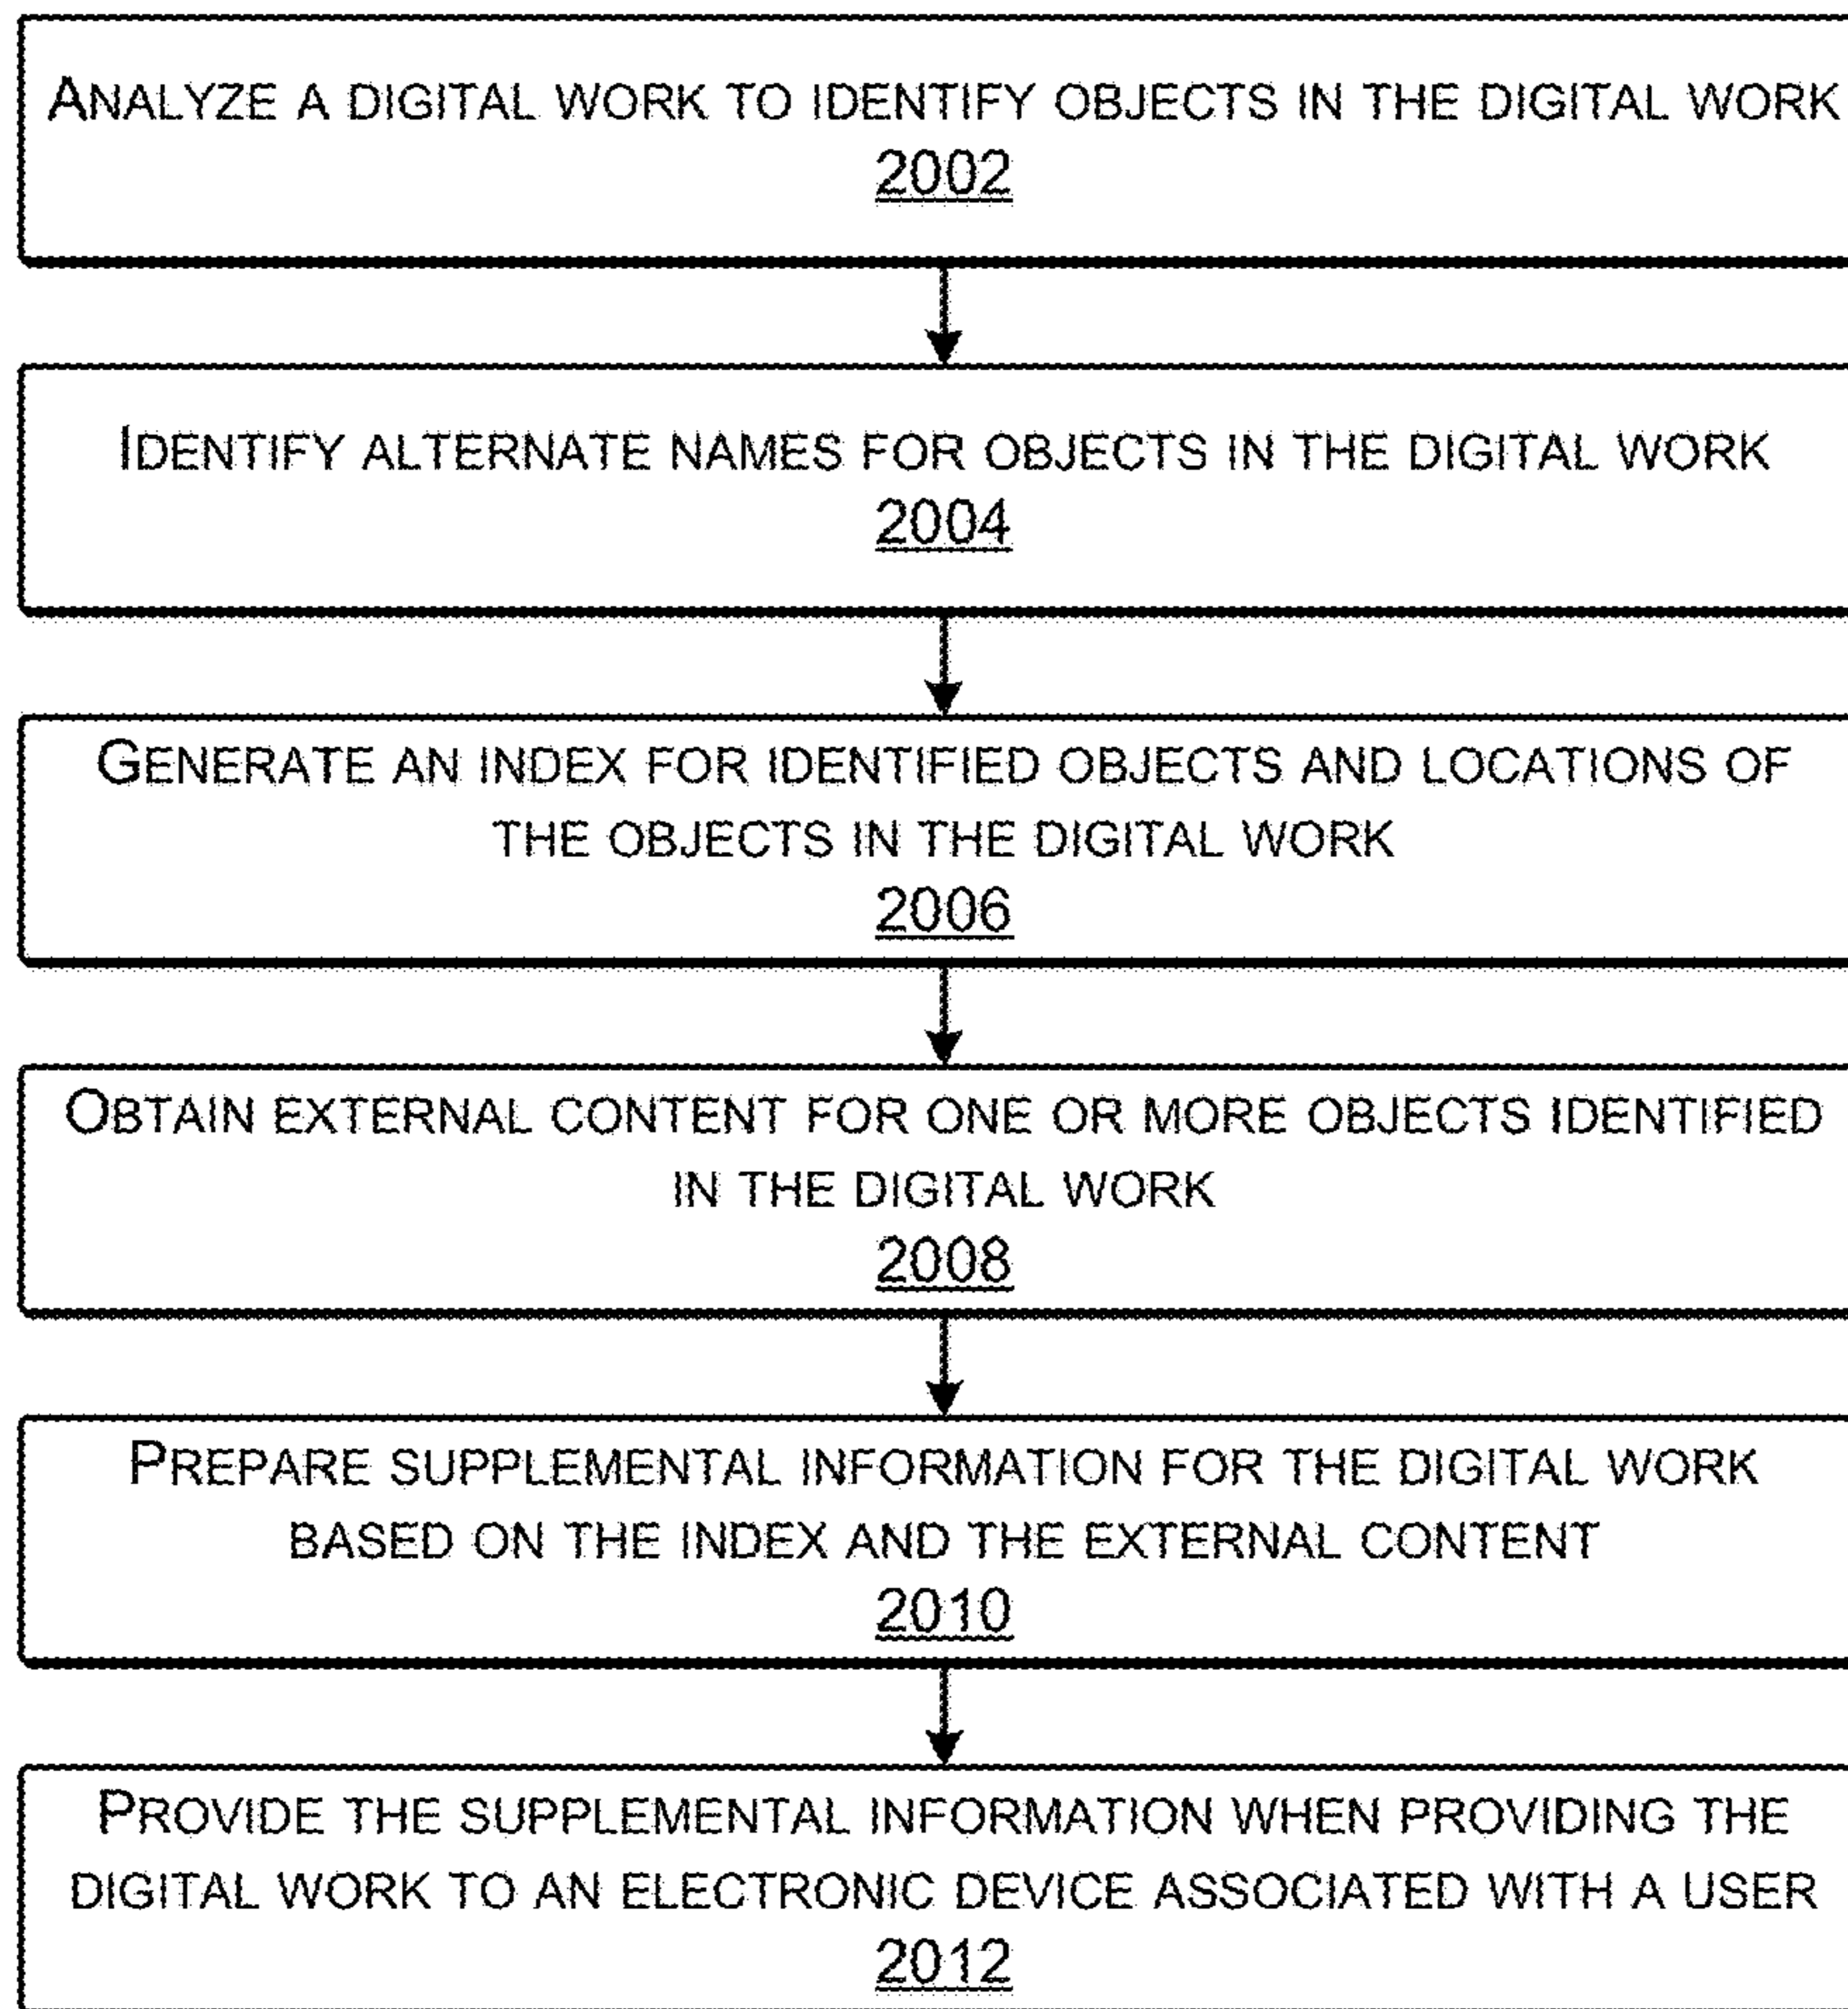 ANALYZE A DIGITAL WORK TO IDENTIFY OBJECTS IN THE DIGITAL WORK
2002
IDENTIFY ALTERNATE NAMES FOR OBJECTS IN THE DIGITAL WORK
2004
GENERATE AN INDEX FOR IDENTIFIED OBJECTS AND LOCATIONS OF
THE OBJECTS IN THE DIGITAL WORK
2006
OBTAIN EXTERNAL CONTENT FOR ONE OR MORE OBJECTS IDENTIFIED
IN THE DIGITAL WORK
2008
PREPARE SUPPLEMENTAL INFORMATION FOR THE DIGITAL WORK
BASED ON THE INDEX AND THE EXTERNAL CONTENT
2010
PROVIDE THE SUPPLEMENTAL INFORMATION WHEN PROVIDING THE
DIGITAL WORK TO AN ELECTRONIC DEVICE ASSOCIATED WITH A USER
2012